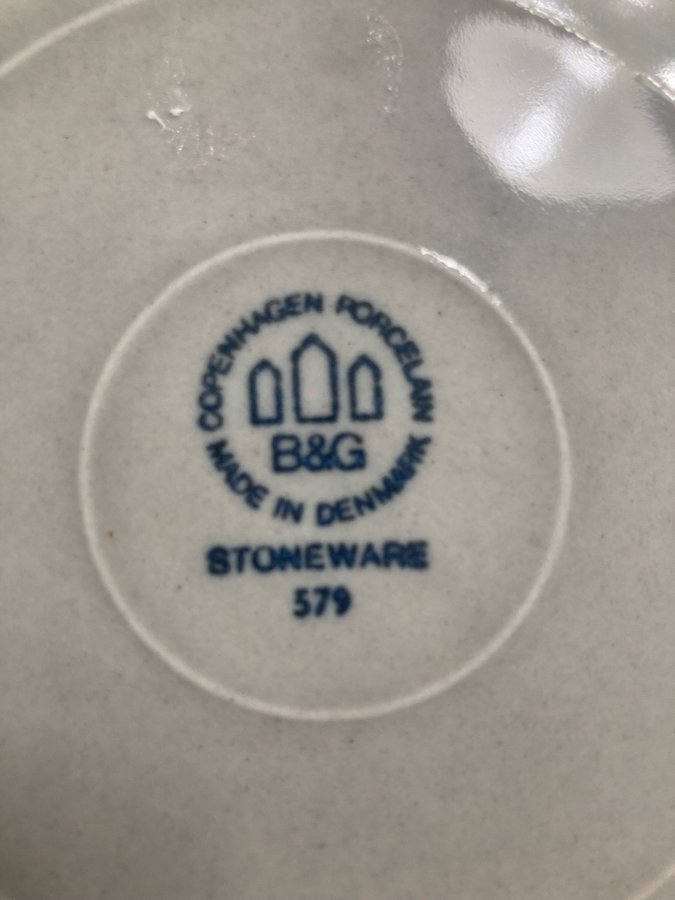 COPENHAGEN PORCELAIN
B&G
MADE IN DENMARK
STONEWARE
579